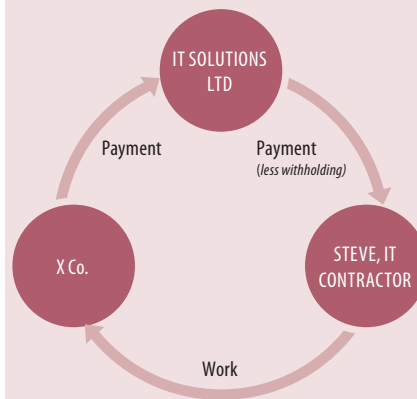 IT SOLUTIONS
LTD
Payment
Payment
(less withholding)
X Co.
STEVE, IT
CONTRACTOR
Work